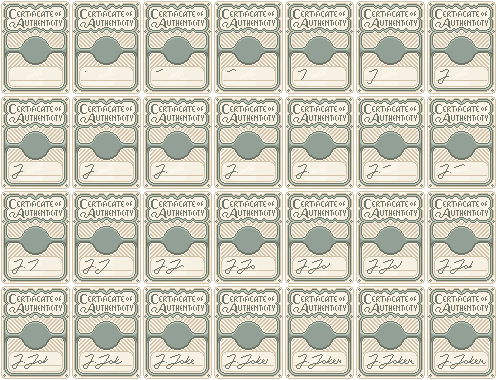 CERTIFICATE OF CERTIFICATE OF CERTIFICATE OF CERTIFICATE OF CERTIFICATE OF CERTIFICATE OF CERTIFICATE OF
AUTHENTICITY AUTHENTICITY AUTHENTICITY AUTHENTICITY AUTHENTICITY AUTHENTICITY AUTHENTICITY
J
CERTIFICATE OF CERTIFICATE OF CERTIFICATE OF CERTIFICATE OF CERTIFICATE OF CERTIFICATE OF CERTIFICATE OF
AUTHENTICITY AUTHENTICITY AUTHENTICITY AUTHENTICITY AUTHENTICITY AUTHENTICITY AUTHENTICITY
J J J. J. J. J. J.
CERTIFICATE OF CERTIFICATE OF CERTIFICATE OF CERTIFICATE OF CERTIFICATE OF CERTIFICATE OF CERTIFICATE OF
AUTHENTICITY AUTHENTICITY AUTHENTICITY AUTHENTICITY AUTHENTICITY AUTHENTICITY AUTHENTICITY
J. J. J J. J J. Jo J. Jo J. Jo J. Jok
CERTIFICATE OF CERTIFICATE OF CERTIFICATE OF CERTIFICATE OF CERTIFICATE OF CERTIFICATE OF CERTIFICATE OF
AUTHENTICITY AUTHENTICITY AUTHENTICITY AUTHENTICITY AUTHENTICITY AUTHENTICITY AUTHENTICITY
J. Jok J. Jok J. Joke J. Joker J. Joker J. Joker J. Joker